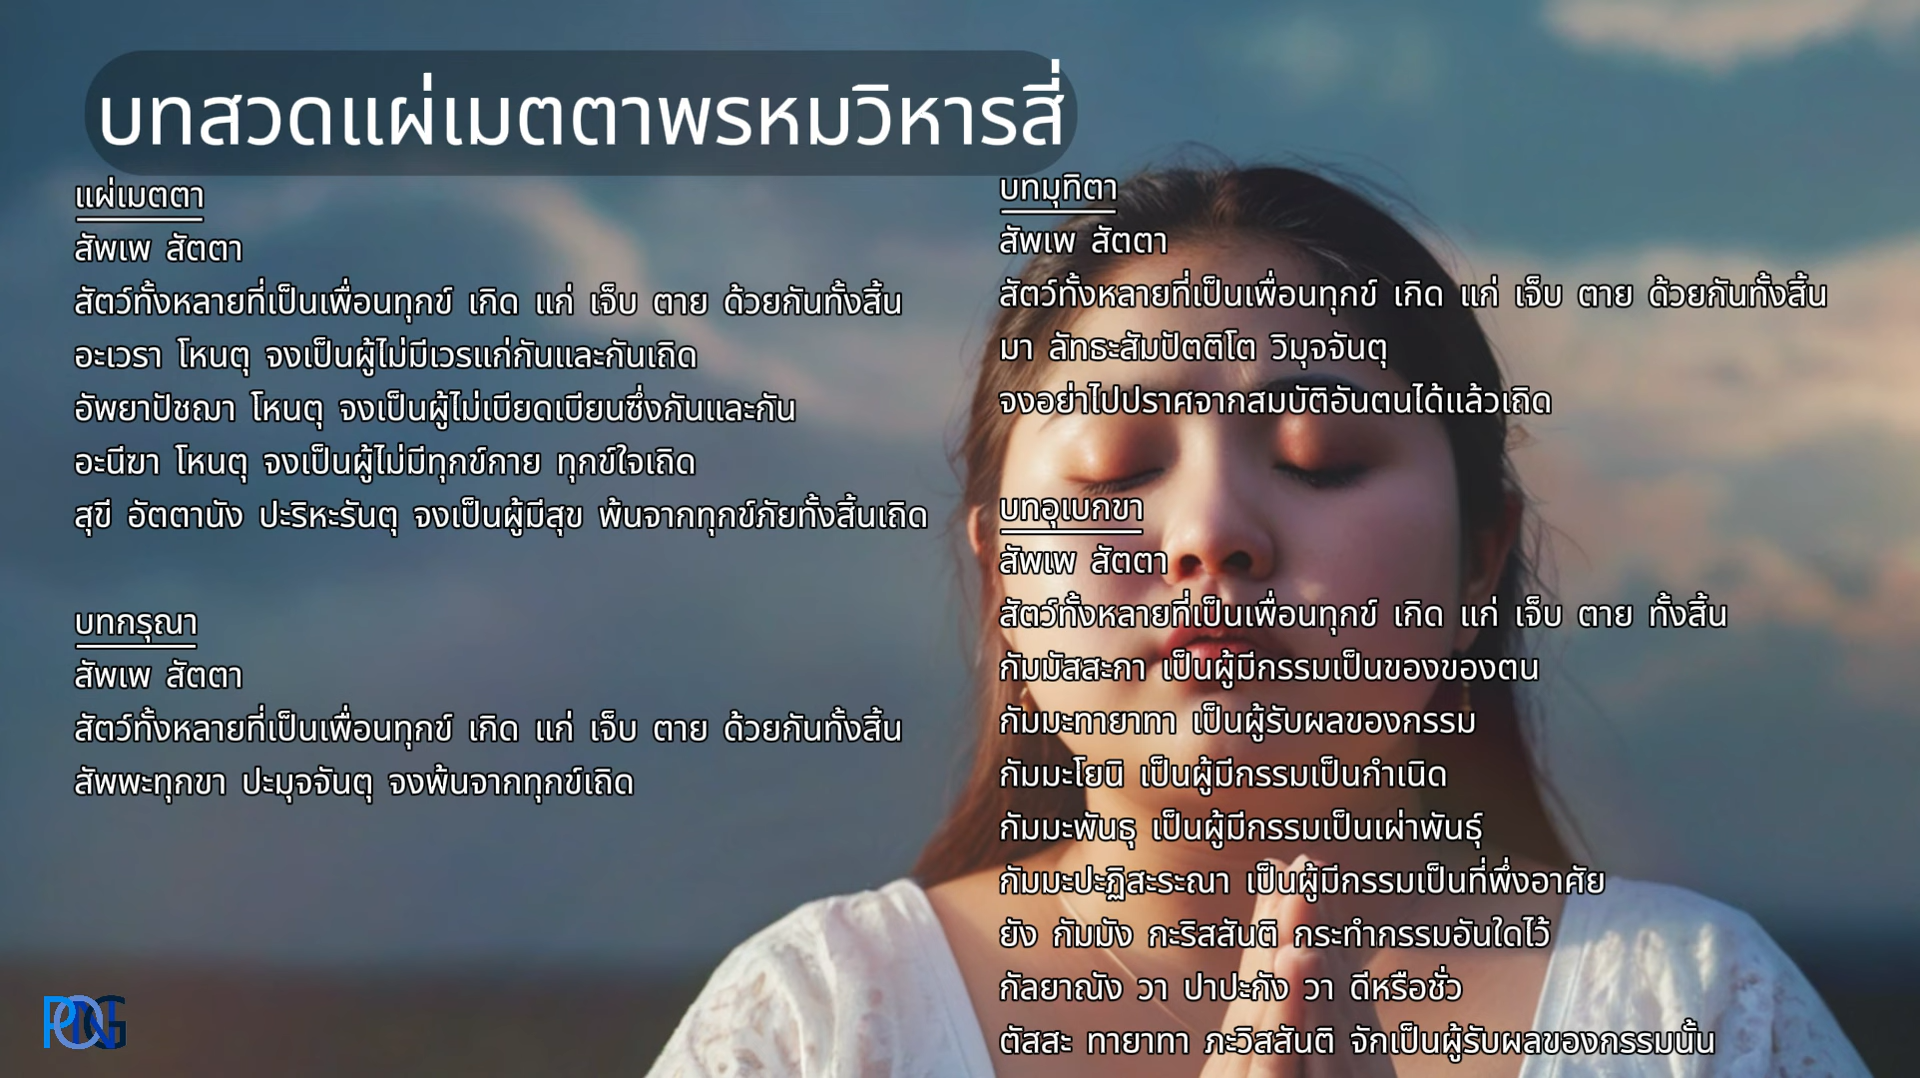 บทสวดแผ่เมตตาพรหมวิหารสี่
แผ่เมตตา
สัพเพ สัตตา
สัตว์ทั้งหลายที่เป็นเพื่อนทุกข์ เกิด แก่ เจ็บ ตาย ด้วยกันทั้งสิ้น
อะเวรา โหนตุ จงเป็นผู้ไม่มีเวรแก่กันและกันเถิด
อัพยาปัชฌา โหนตุ จงเป็นผู้ไม่เบียดเบียนซึ่งกันและกัน
อะนีฆา โหนตุ จงเป็นผู้ไม่มีทุกข์กาย ทุกข์ใจเถิด
สุขี อัตตานัง ปะริหะรันตุ จงเป็นผู้มีสุข พ้นจากทุกข์ภัยทั้งสิ้นเถิด
บทกรุณา
สัพเพ สัตตา
สัตว์ทั้งหลายที่เป็นเพื่อนทุกข์ เกิด แก่ เจ็บ ตาย ด้วยกันทั้งสิ้น
สัพพะทุกขา ปะมุจจันตุ จงพ้นจากทุกข์เถิด
บทมุทิตา
สัพเพ สัตตา
สัตว์ทั้งหลายที่เป็นเพื่อนทุกข์ เกิด แก่ เจ็บ ตาย ด้วยกันทั้งสิ้น
มา ลัทธะสัมปัตติโต วิมุจจันตุ
จงอย่าไปปราศจากสมบัติอันตนได้แล้วเถิด
บทอุเบกขา
สัพเพ สัตตา
สัตว์ทั้งหลายที่เป็นเพื่อนทุกข์ เกิด แก่ เจ็บ ตาย ทั้งสิ้น
กัมมัสสะกา เป็นผู้มีกรรมเป็นของของตน
กัมมะทายาทา เป็นผู้รับผลของกรรม
กัมมะโยนิ เป็นผู้มีกรรมเป็นกำเนิด
กัมมะพันธุ เป็นผู้มีกรรมเป็นเผ่าพันธุ์
กัมมะปะฏิสะระณา เป็นผู้มีกรรมเป็นที่พึ่งอาศัย
ยัง กัมมัง กะริสสันติ กระทำกรรมอันใดไว้
กัลยาณัง วา ปาปะกัง วา ดีหรือชั่ว
ตัสสะ ทายาทา ภะวิสสันติ จักเป็นผู้รับผลของกรรมนั้น
PONG